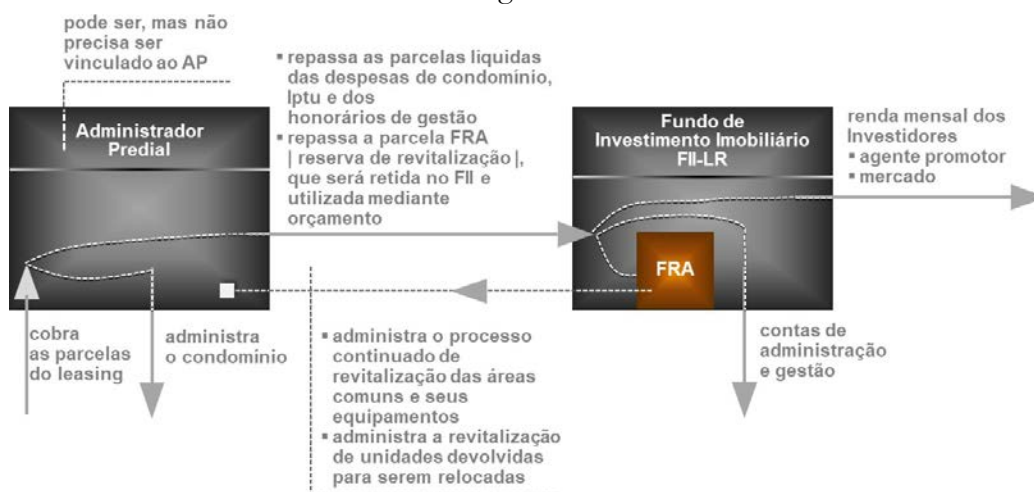 pode ser, mas não
precisa ser
vinculado ao AP
▪ repassa as parcelas liquidas
das despesas de condomínio,
Iptu e dos
honorários de gestão
▪ repassa a parcela FRA
| reserva de revitalização |,
que será retida no FII e
utilizada mediante
orçamento
Administrador
Predial
Fundo de
Investimento Imobiliário
FII-LR
renda mensal dos
Investidores
▪ agente promotor
▪ mercado
FRA
cobra
as parcelas
do leasing
administra
o condomínio
▪ administra o processo
continuado de
revitalização das áreas
comuns e seus
equipamentos
▪ administra a revitalização
de unidades devolvidas
para serem relocadas
contas de
administração
e gestão